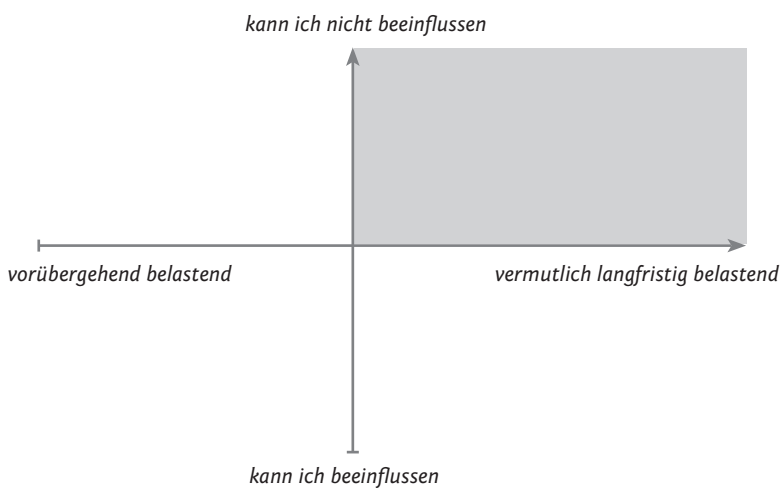 kann ich nicht beeinflussen
vorübergehend belastend
vermutlich langfristig belastend
kann ich beeinflussen